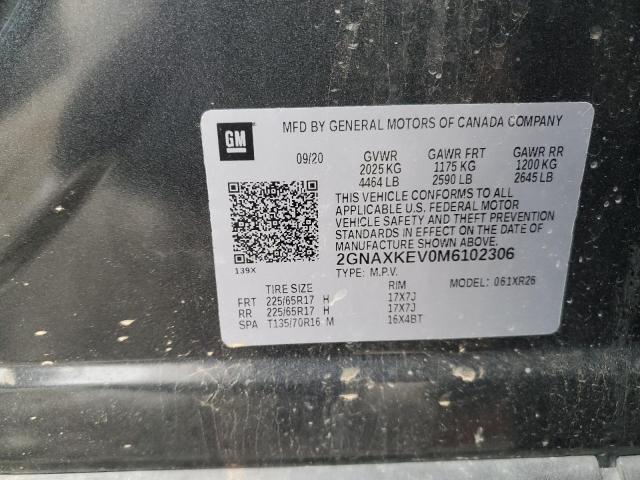 GM
MFD BY GENERAL MOTORS OF CANADA COMPANY
09/20 GVWR GAWR FRT GAWR RR
2025 KG 1175 KG 1200 KG
4464 LB 2590 LB 2645 LB
THIS VEHICLE CONFORMS TO ALL
APPLICABLE U.S. FEDERAL MOTOR
VEHICLE SAFETY AND THEFT PREVENTION
STANDARDS IN EFFECT ON THE DATE
OF MANUFACTURE SHOWN ABOVE.
2GNAXKEV0M6102306
139X
TYPE: M.P.V. MODEL: 061XR26
TIRE SIZE RIM
FRT 225/65R17 H 17X7J
RR 225/65R17 H 17X7J
SPA T135/70R16 M 16X4BT